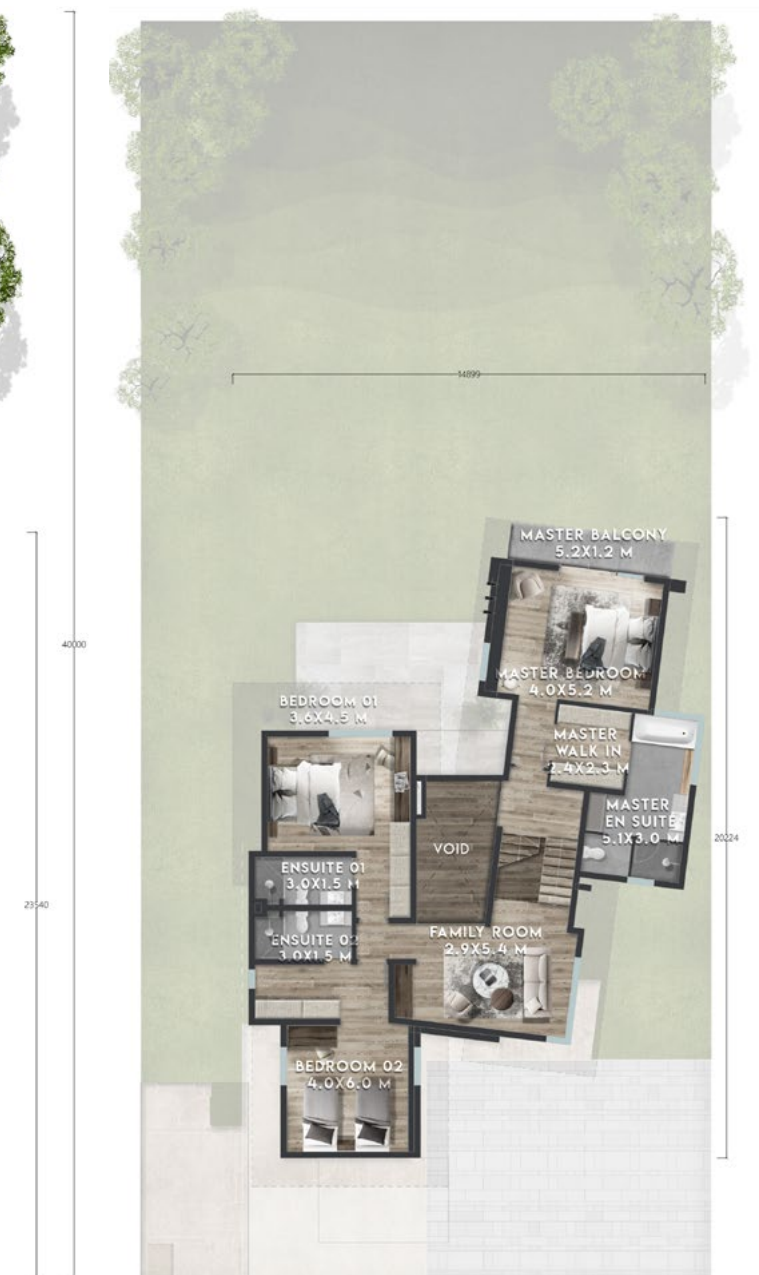 14899
MASTER BALCONY
5.2X1.2 M
40000
MASTER BEDROOM
4.0X5.2 M
BEDROOM 01
3.6X4.5 M
MASTER
WALK IN
2.4X2.3 M
MASTER
EN SUITE
5.1X3.0 M
20224
VOID
ENSUITE 01
3.0X1.5 M
23540
FAMILY ROOM
2.9X5.4 M
ENSUITE 02
3.0X1.5 M
BEDROOM 02
4.0X6.0 M